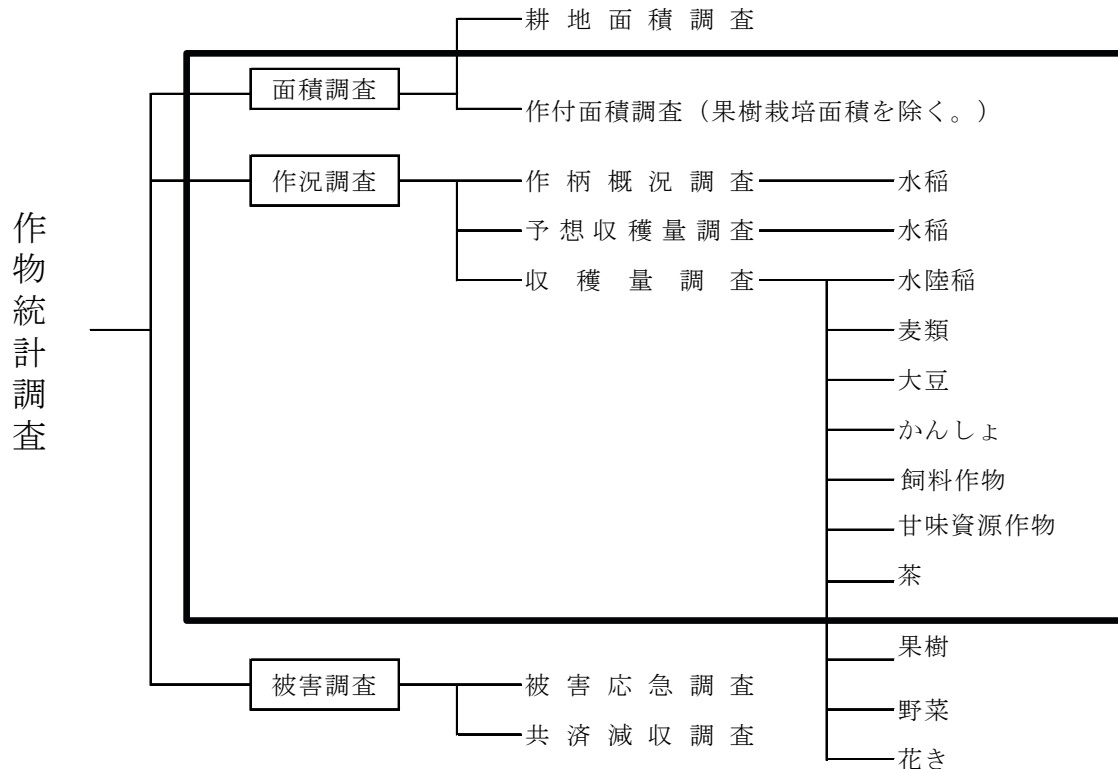 作物統計調査
耕地面積調査
面積調査
作付面積調査(果樹栽培面積を除く。)
作況調査
作柄概況調査
水稲
予想収穫量調査
水稲
収穫量調査
水陸稲
麦類
大豆
かんしょ
飼料作物
甘味資源作物
茶
果樹
野菜
花き
被害調査
被害応急調査
共済減収調査